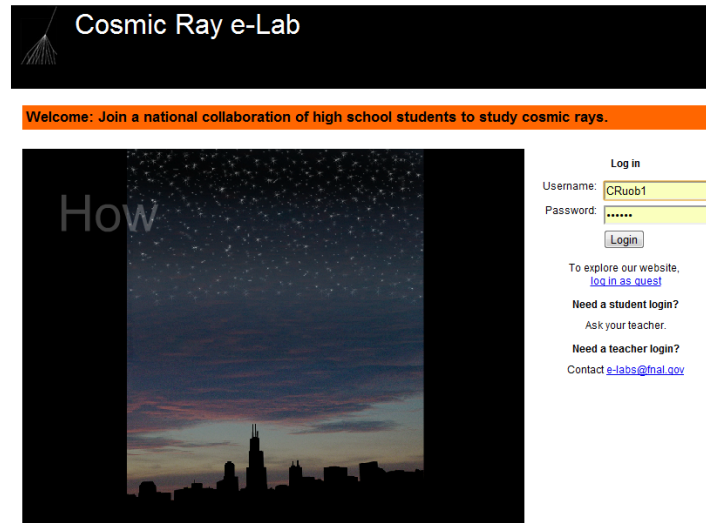 Cosmic Ray e-Lab
Welcome: Join a national collaboration of high school students to study cosmic rays.
How
Log in
Username: CRuob1
Password: ••••••
Login
To explore our website,
log in as guest
Need a student login?
Ask your teacher.
Need a teacher login?
Contact e-labs@fnal.gov